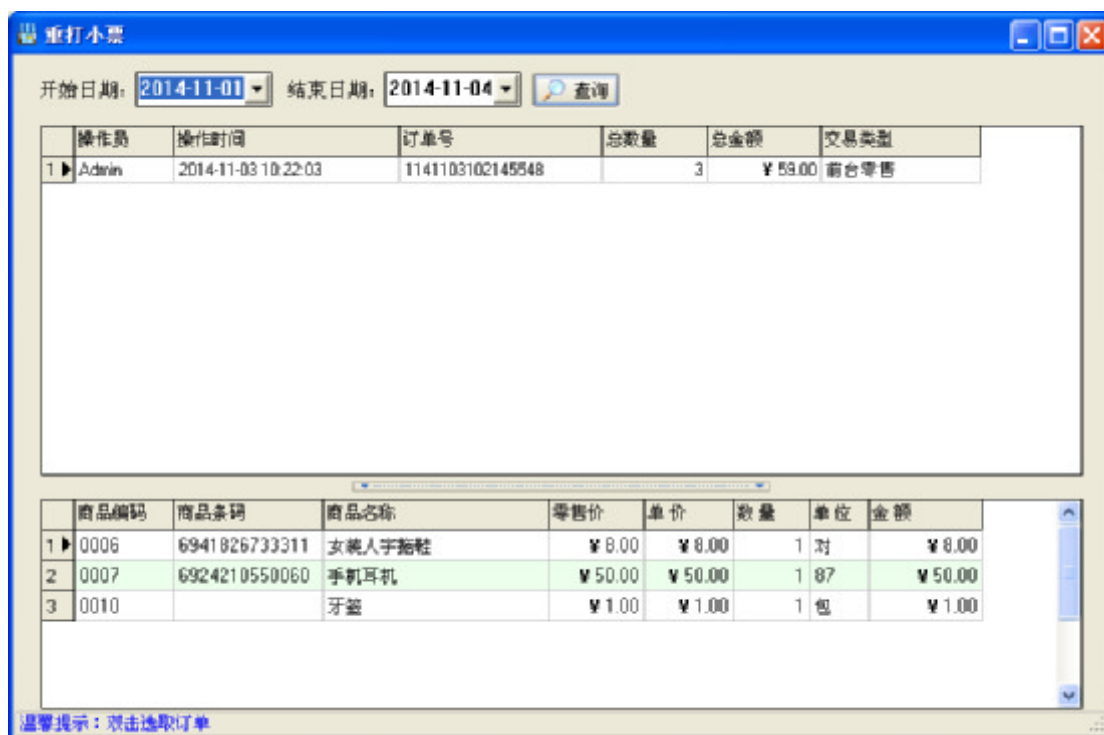 重打小票
开始日期: 2014-11-01 结束日期: 2014-11-04 查询
操作员 操作时间 订单号 总数量 总金额 交易类型
1 Admin 2014-11-03 10:22:03 1141103102145548 3 ¥ 59.00 前台零售
商品编码 商品条码 商品名称 零售价 单价 数量 单位 金额
1 0006 6941826733311 女装人字拖鞋 ¥ 8.00 ¥ 8.00 1 对 ¥ 8.00
2 0007 6924210550060 手机耳机 ¥ 50.00 ¥ 50.00 1 87 ¥ 50.00
3 0010 牙签 ¥ 1.00 ¥ 1.00 1 包 ¥ 1.00
温馨提示：双击选取订单